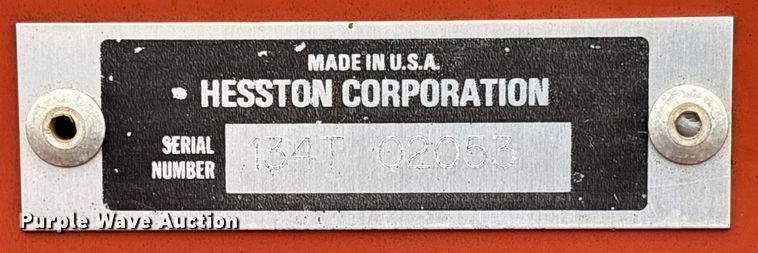 MADE IN U.S.A.
HESSTON CORPORATION
SERIAL NUMBER
134T 02053
Purple Wave Auction